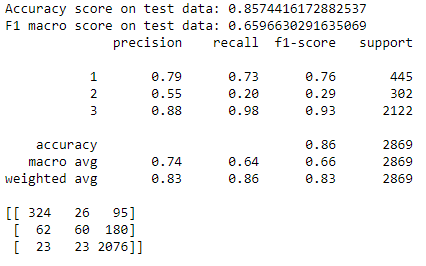 Accuracy score on test data: 0.8574416172882537
F1 macro score on test data: 0.6596630291635069
precision recall f1-score support
1 0.79 0.73 0.76 445
2 0.55 0.20 0.29 302
3 0.88 0.98 0.93 2122
accuracy 0.86 2869
macro avg 0.74 0.64 0.66 2869
weighted avg 0.83 0.86 0.83 2869
[[ 324 26 95]
[ 62 60 180]
[ 23 23 2076]]